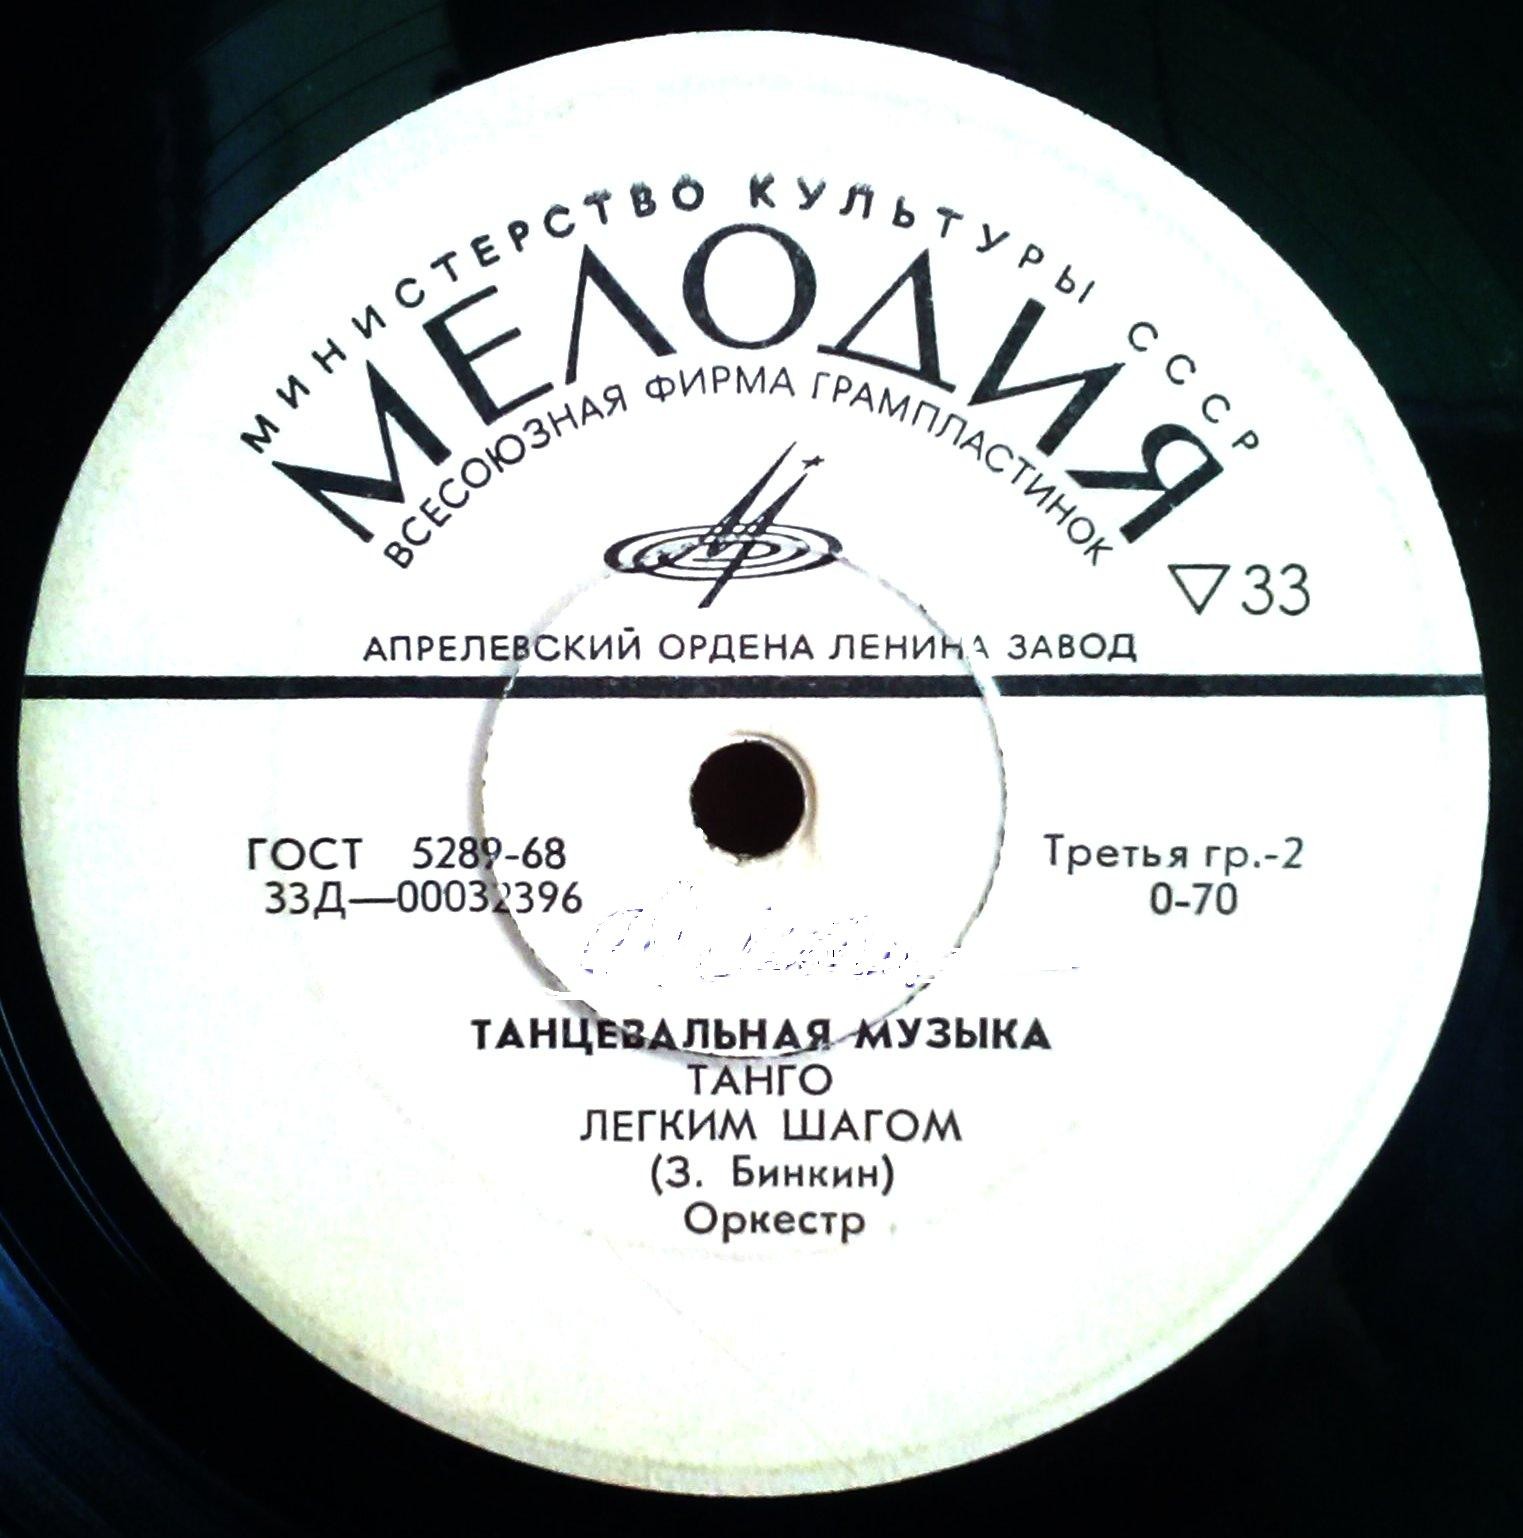 МИНИСТЕРСТВО КУЛЬТУРЫ СССР
МЕЛОДИЯ
ВСЕСОЮЗНАЯ ФИРМА ГРАМПЛАСТИНОК
▽33
АПРЕЛЕВСКИЙ ОРДЕНА ЛЕНИНА ЗАВОД
ГОСТ 5289-68
Третья гр.-2
33Д—00032396
0-70
ТАНЦЕВАЛЬНАЯ МУЗЫКА
ТАНГО
ЛЕГКИМ ШАГОМ
(З. Бинкин)
Оркестр